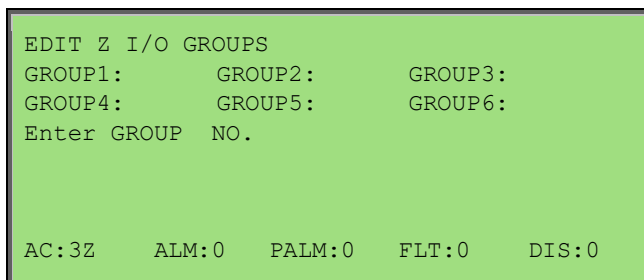 EDIT Z I/O GROUPS
GROUP1: GROUP2: GROUP3:
GROUP4: GROUP5: GROUP6:
Enter GROUP NO.
AC:3Z ALM:0 PALM:0 FLT:0 DIS:0